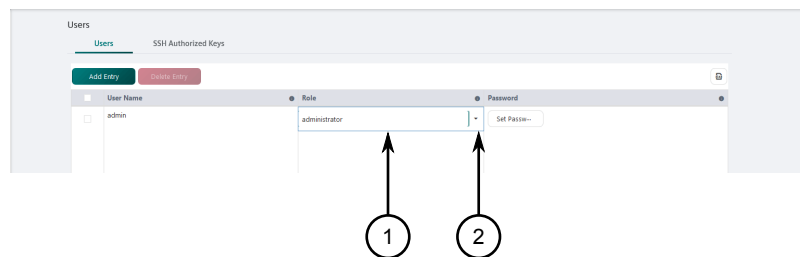 Users
Users SSH Authorized Keys
Add Entry Delete Entry
User Name Role Password
admin administrator Set Passw...
1 2